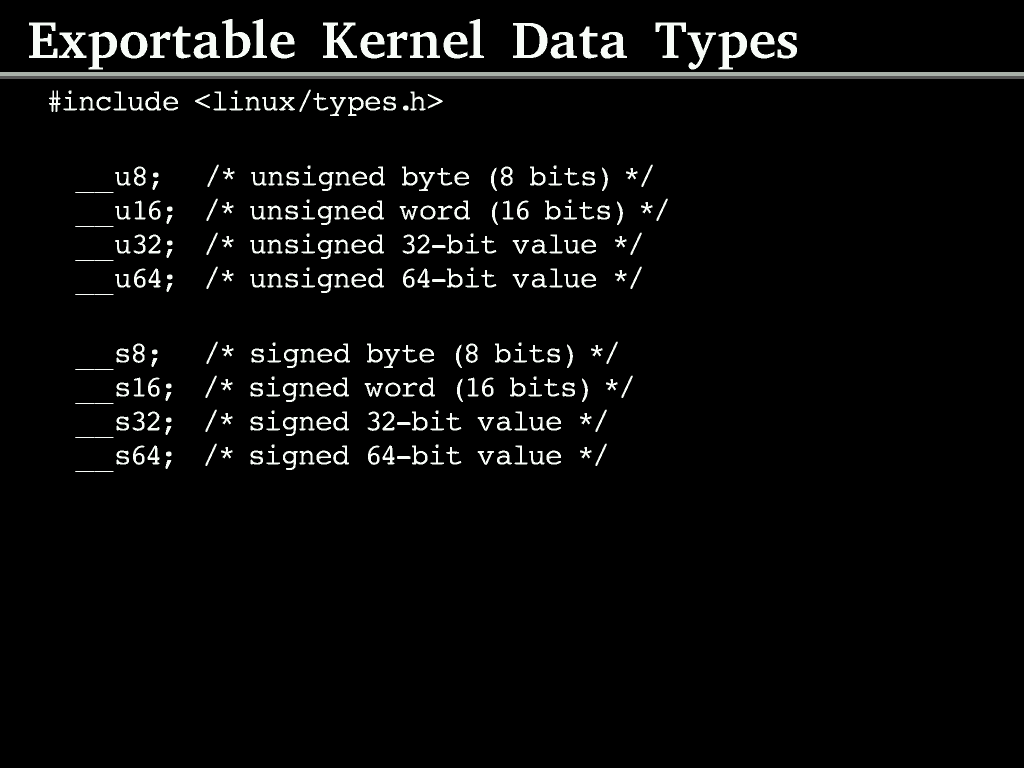 Exportable Kernel Data Types
#include <linux/types.h>
__u8; /* unsigned byte (8 bits) */
__u16; /* unsigned word (16 bits) */
__u32; /* unsigned 32-bit value */
__u64; /* unsigned 64-bit value */
__s8; /* signed byte (8 bits) */
__s16; /* signed word (16 bits) */
__s32; /* signed 32-bit value */
__s64; /* signed 64-bit value */